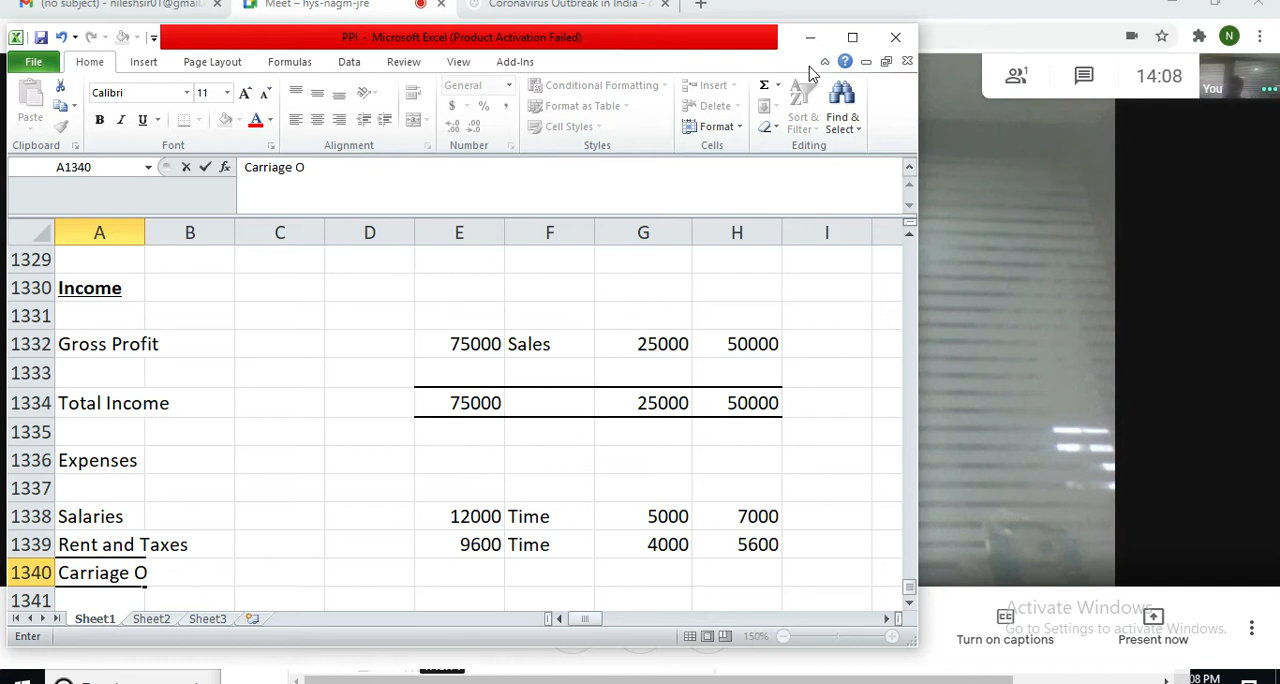 (no subject) - nileshsir01@gmail.
Meet – hys-nagm-jre
Coronavirus Outbreak in India - c
PPI - Microsoft Excel (Product Activation Failed)
File Home Insert Page Layout Formulas Data Review View Add-Ins
14:08
You
N
Paste
Calibri 11
B I U
A
General
$ % ,
Conditional Formatting
Format as Table
Cell Styles
Insert
Delete
Format
Σ
Sort & Filter
Find & Select
Clipboard Font Alignment Number Styles Cells Editing
A1340 fx Carriage O
A B C D E F G H I
1329
1330 Income
1331
1332 Gross Profit 75000 Sales 25000 50000
1333
1334 Total Income 75000 25000 50000
1335
1336 Expenses
1337
1338 Salaries 12000 Time 5000 7000
1339 Rent and Taxes 9600 Time 4000 5600
1340 Carriage O
1341
Sheet1 Sheet2 Sheet3
Enter 150%
Activate Windows
Go to Settings to activate Windows.
Turn on captions
Present now
08 PM